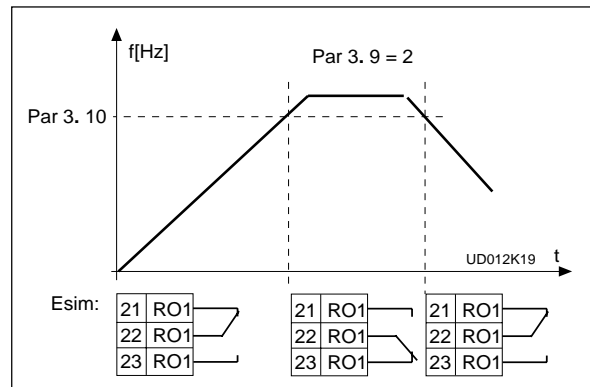 f[Hz]
Par 3. 9 = 2
Par 3. 10
UD012K19
t
Esim:
21 RO1
22 RO1
23 RO1
21 RO1
22 RO1
23 RO1
21 RO1
22 RO1
23 RO1